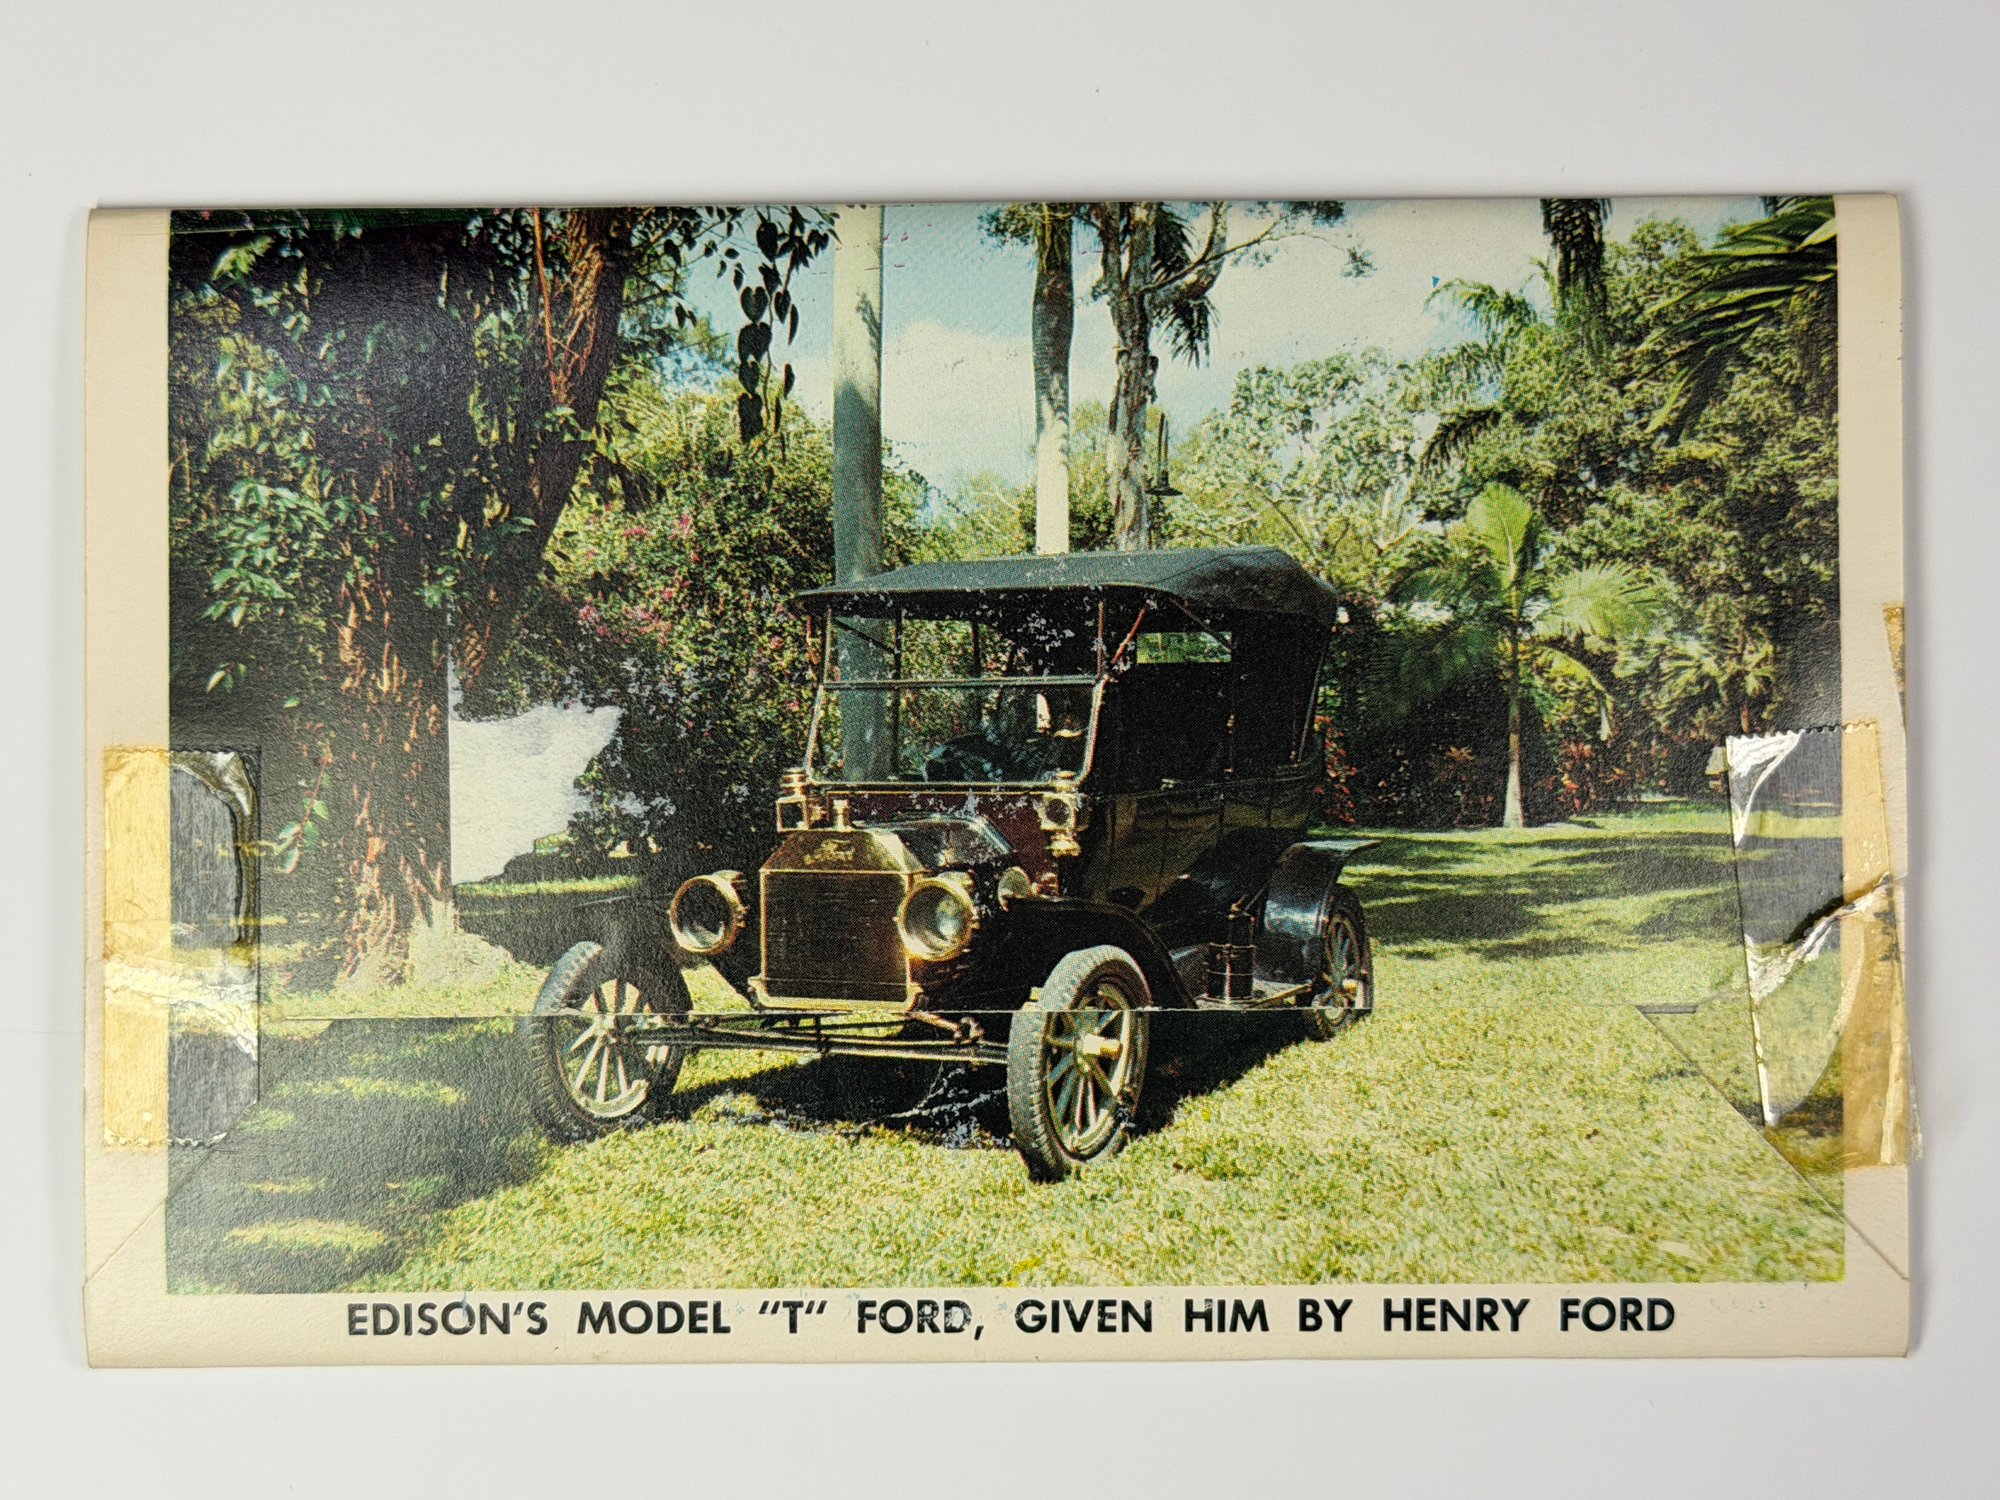 EDISON'S MODEL "T" FORD, GIVEN HIM BY HENRY FORD